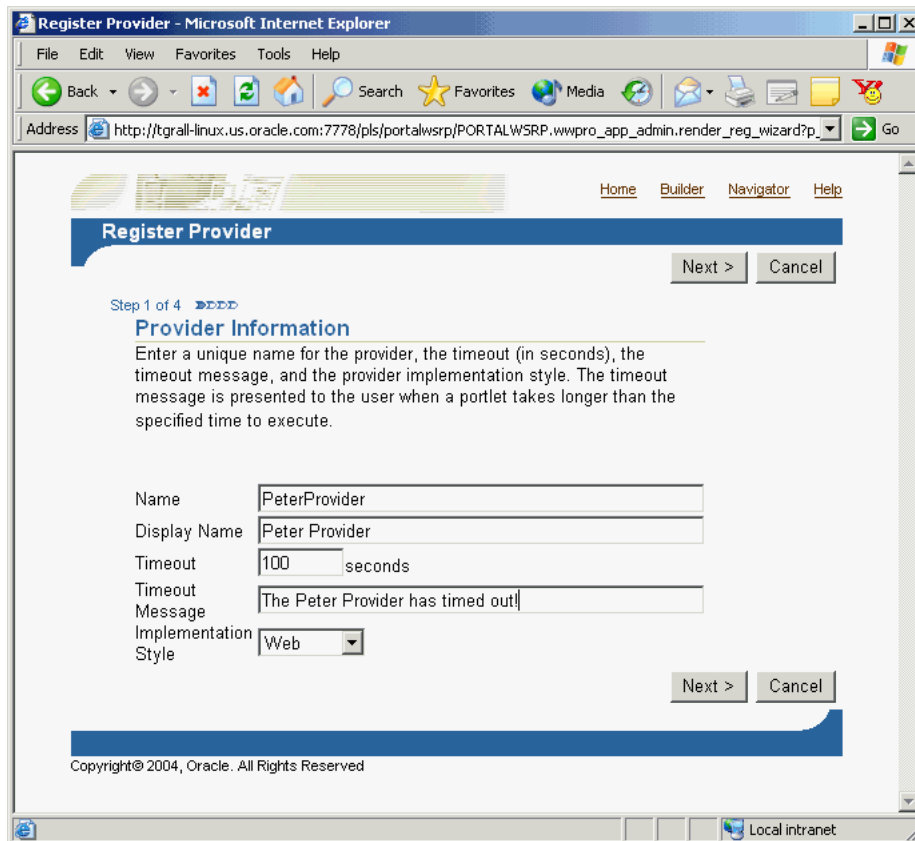 Register Provider - Microsoft Internet Explorer
File Edit View Favorites Tools Help
Back Search Favorites Media
Address http://tgrall-linux.us.oracle.com:7778/pls/portalwsrp/PORTALWSRP.wwpro_app_admin.render_reg_wizard?p_ Go
Home Builder Navigator Help
Register Provider
Next > Cancel
Step 1 of 4
Provider Information
Enter a unique name for the provider, the timeout (in seconds), the
timeout message, and the provider implementation style. The timeout
message is presented to the user when a portlet takes longer than the
specified time to execute.
Name PeterProvider
Display Name Peter Provider
Timeout 100 seconds
Timeout
Message The Peter Provider has timed out!
Implementation
Style Web
Next > Cancel
Copyright© 2004, Oracle. All Rights Reserved
Local intranet